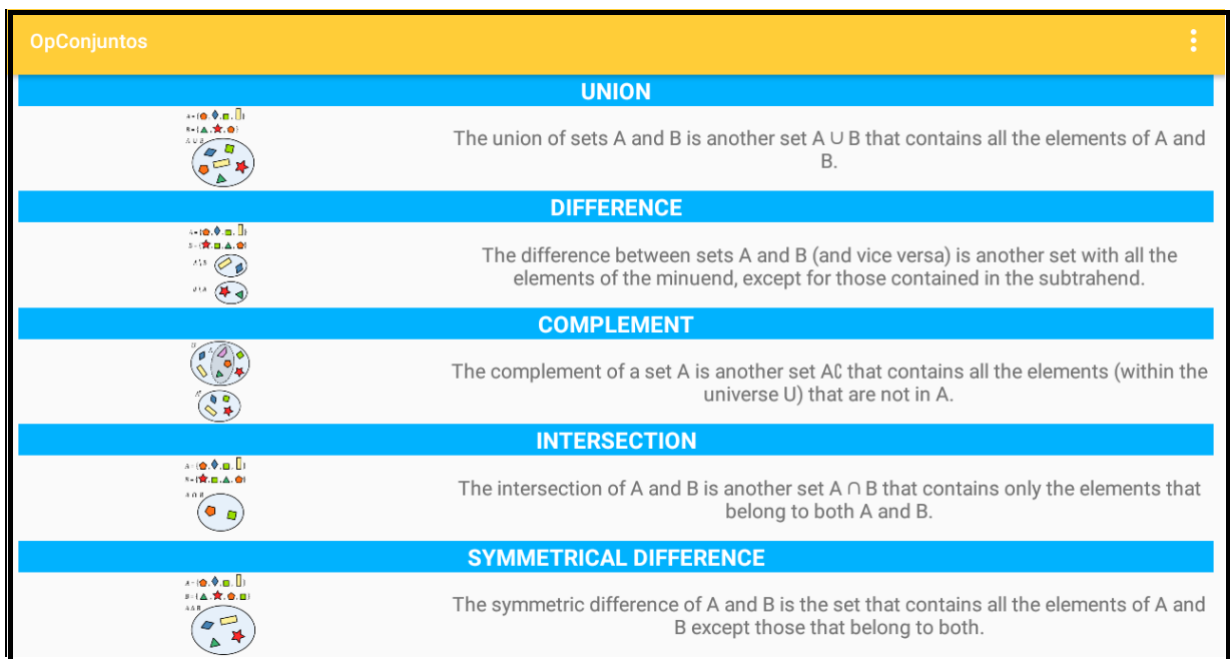 OpConjuntos
UNION
The union of sets A and B is another set A ∪ B that contains all the elements of A and
B.
DIFFERENCE
The difference between sets A and B (and vice versa) is another set with all the
elements of the minuend, except for those contained in the subtrahend.
COMPLEMENT
The complement of a set A is another set A∁ that contains all the elements (within the
universe U) that are not in A.
INTERSECTION
The intersection of A and B is another set A ∩ B that contains only the elements that
belong to both A and B.
SYMMETRICAL DIFFERENCE
The symmetric difference of A and B is the set that contains all the elements of A and
B except those that belong to both.